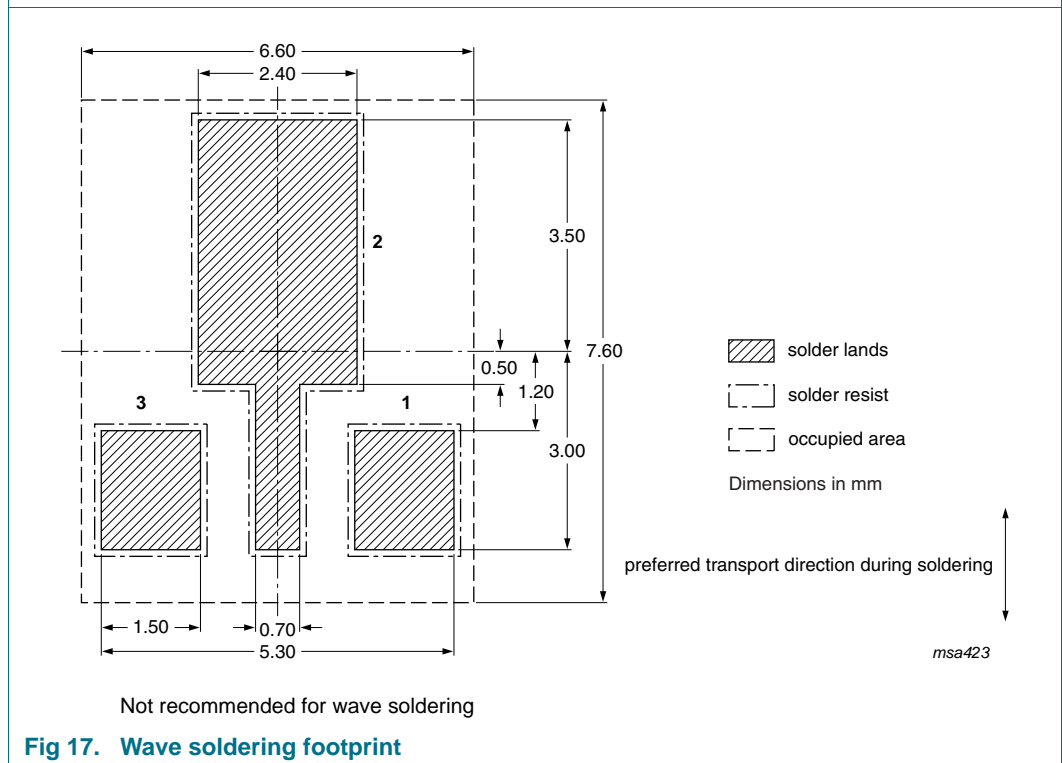 6.60
2.40
2
3.50
7.60
0.50
1.20
3
1
3.00
solder lands
solder resist
occupied area
Dimensions in mm
preferred transport direction during soldering
1.50
0.70
5.30
msa423
Not recommended for wave soldering
Fig 17. Wave soldering footprint